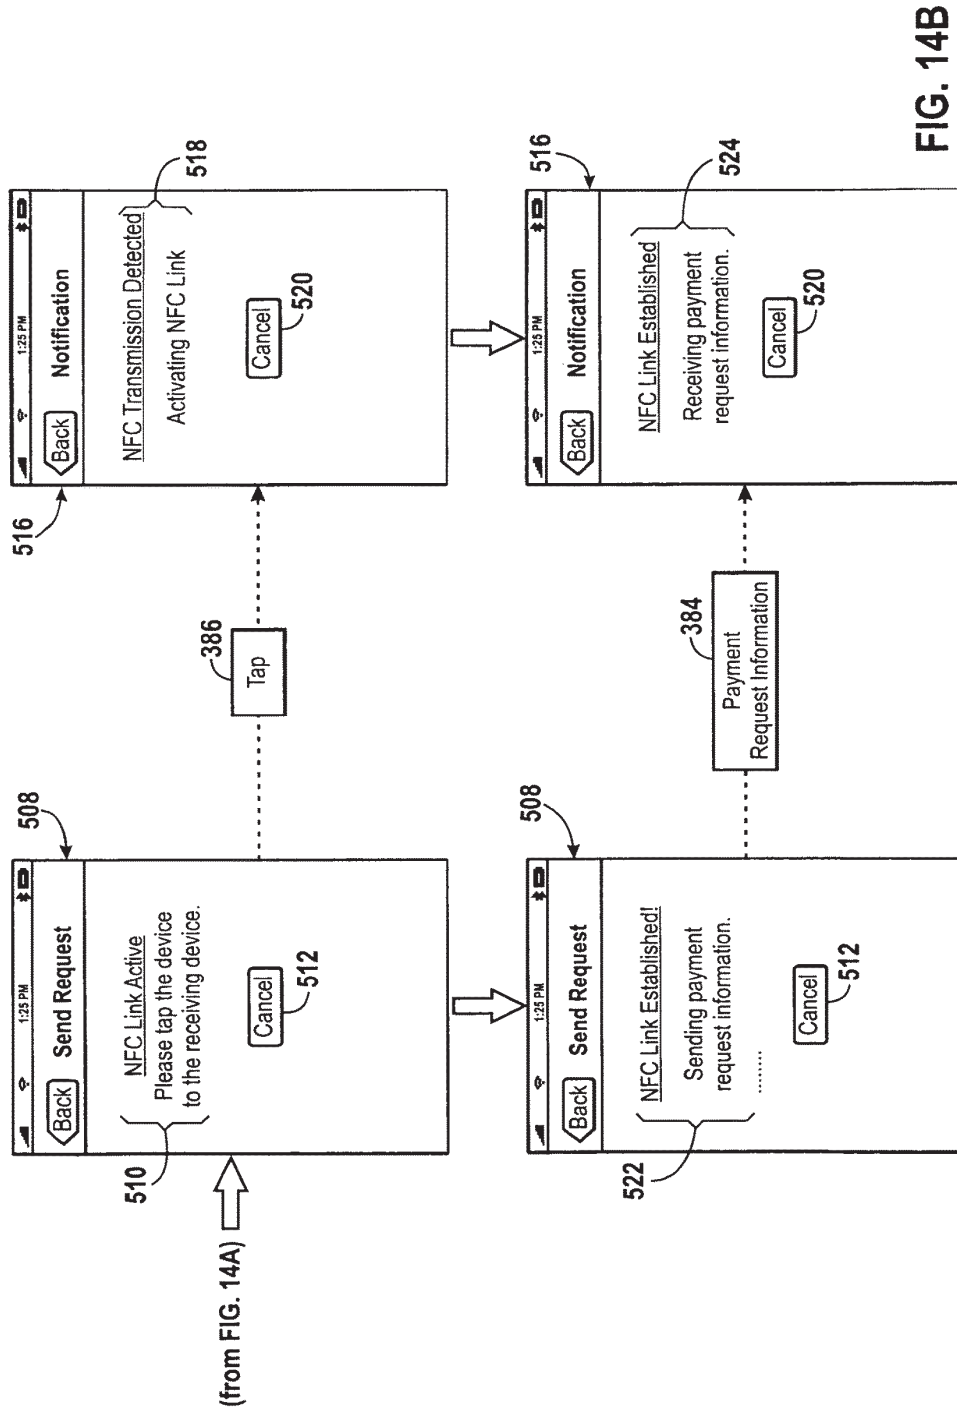 (from FIG. 14A)
508
1:25 PM
Back
Send Request
510
NFC Link Active
Please tap the device
to the receiving device.
Cancel
512
386
Tap
516
1:25 PM
Back
Notification
NFC Transmission Detected
518
Activating NFC Link
Cancel
520
508
1:25 PM
Back
Send Request
522
NFC Link Established!
Sending payment
request information.
.........
Cancel
512
384
Payment
Request Information
516
1:25 PM
Back
Notification
NFC Link Established
524
Receiving payment
request information.
Cancel
520
FIG. 14B